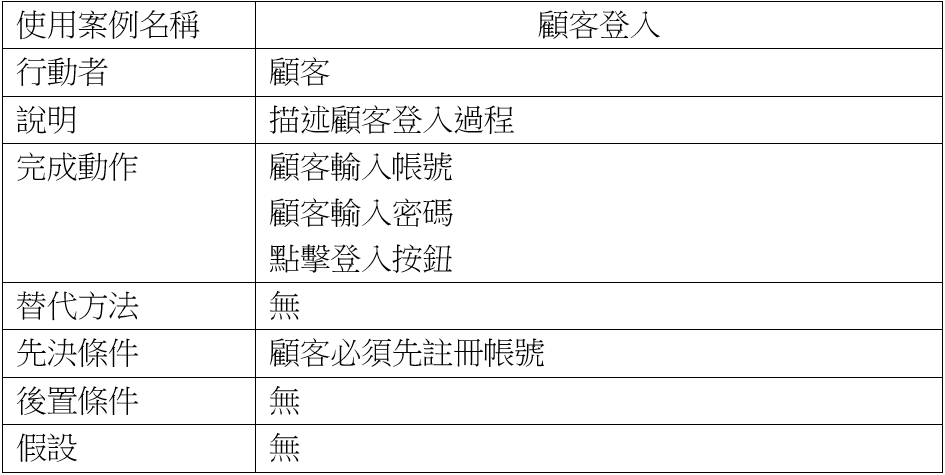 使用案例名稱 顧客登入
行動者 顧客
說明 描述顧客登入過程
完成動作 顧客輸入帳號
顧客輸入密碼
點擊登入按鈕
替代方法 無
先決條件 顧客必須先註冊帳號
後置條件 無
假設 無